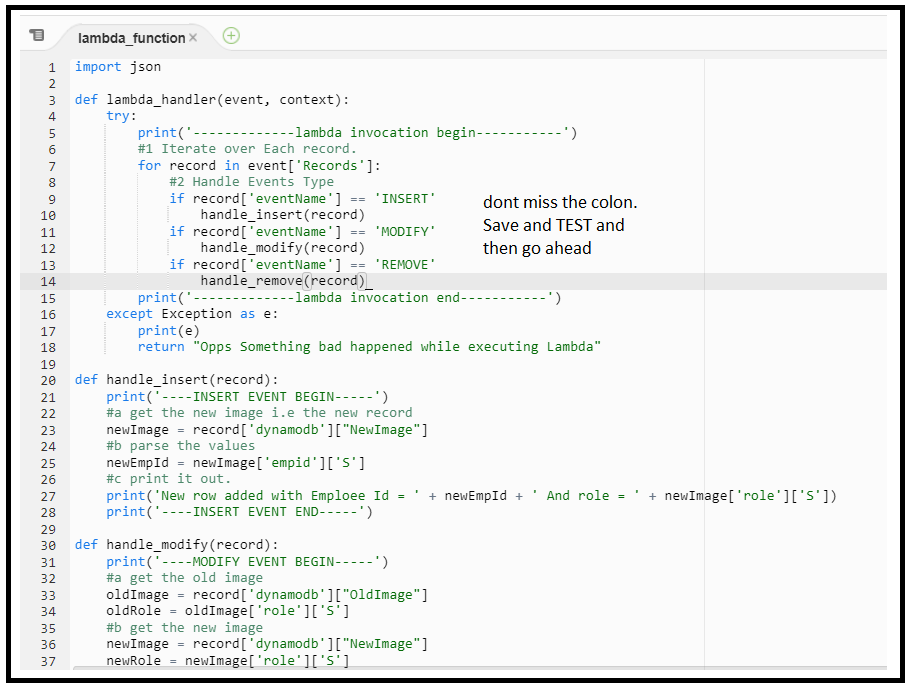 lambda_function ×
1 import json
2
3 def lambda_handler(event, context):
4     try:
5         print('-------------lambda invocation begin-----------')
6         #1 Iterate over Each record.
7         for record in event['Records']:
8             #2 Handle Events Type
9             if record['eventName'] == 'INSERT'
10                 handle_insert(record)
11             if record['eventName'] == 'MODIFY'
12                 handle_modify(record)
13             if record['eventName'] == 'REMOVE'
14                 handle_remove(record)_
15         print('-------------lambda invocation end-----------')
16     except Exception as e:
17         print(e)
18         return "Opps Something bad happened while executing Lambda"
19
20 def handle_insert(record):
21     print('----INSERT EVENT BEGIN-----')
22     #a get the new image i.e the new record
23     newImage = record['dynamodb']["NewImage"]
24     #b parse the values
25     newEmpId = newImage['empid']['S']
26     #c print it out.
27     print('New row added with Emploee Id = ' + newEmpId + ' And role = ' + newImage['role']['S'])
28     print('----INSERT EVENT END-----')
29
30 def handle_modify(record):
31     print('----MODIFY EVENT BEGIN-----')
32     #a get the old image
33     oldImage = record['dynamodb']["OldImage"]
34     oldRole = oldImage['role']['S']
35     #b get the new image
36     newImage = record['dynamodb']["NewImage"]
37     newRole = newImage['role']['S']
dont miss the colon.
Save and TEST and
then go ahead